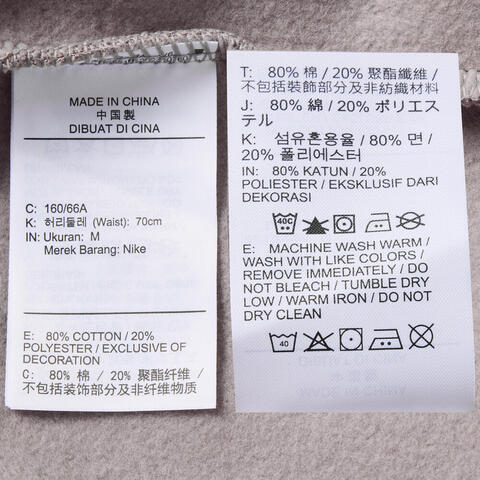 MADE IN CHINA
中国製
DIBUAT DI CINA
C: 160/66A
K: 허리둘레 (Waist): 70cm
IN: Ukuran: M
Merek Barang: Nike
E: 80% COTTON / 20%
POLYESTER / EXCLUSIVE OF
DECORATION
C: 80% 棉 / 20% 聚酯纤维 /
不包括装饰部分及非纤维物质
T: 80% 棉 / 20% 聚酯纖維 /
不包括裝飾部分及非紡織材料
J: 80% 綿 / 20% ポリエス
テル
K: 섬유혼용율 / 80% 면 /
20% 폴리에스터
IN: 80% KATUN / 20%
POLIESTER / EKSKLUSIF DARI
DEKORASI
40C
E: MACHINE WASH WARM /
WASH WITH LIKE COLORS /
REMOVE IMMEDIATELY / DO
NOT BLEACH / TUMBLE DRY
LOW / WARM IRON / DO NOT
DRY CLEAN
40